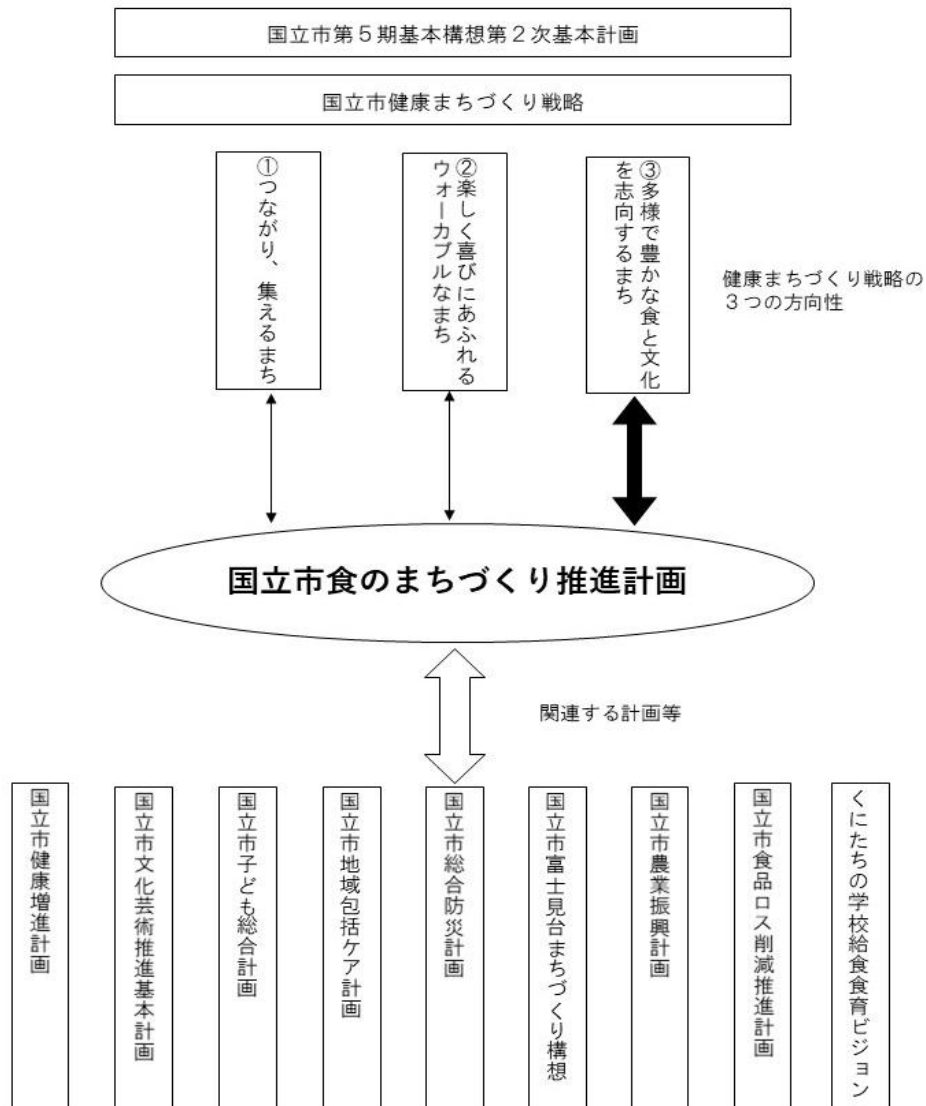 国立市第５期基本構想第２次基本計画
国立市健康まちづくり戦略
①つながり、集えるまち
②楽しく喜びにあふれる
ウォーカブルなまち
③多様で豊かな食と文化
を志向するまち
健康まちづくり戦略の
３つの方向性
国立市食のまちづくり推進計画
関連する計画等
国立市健康増進計画
国立市文化芸術推進基本計画
国立市子ども総合計画
国立市地域包括ケア計画
国立市総合防災計画
国立市富士見台まちづくり構想
国立市農業振興計画
国立市食品ロス削減推進計画
くにたちの学校給食食育ビジョン